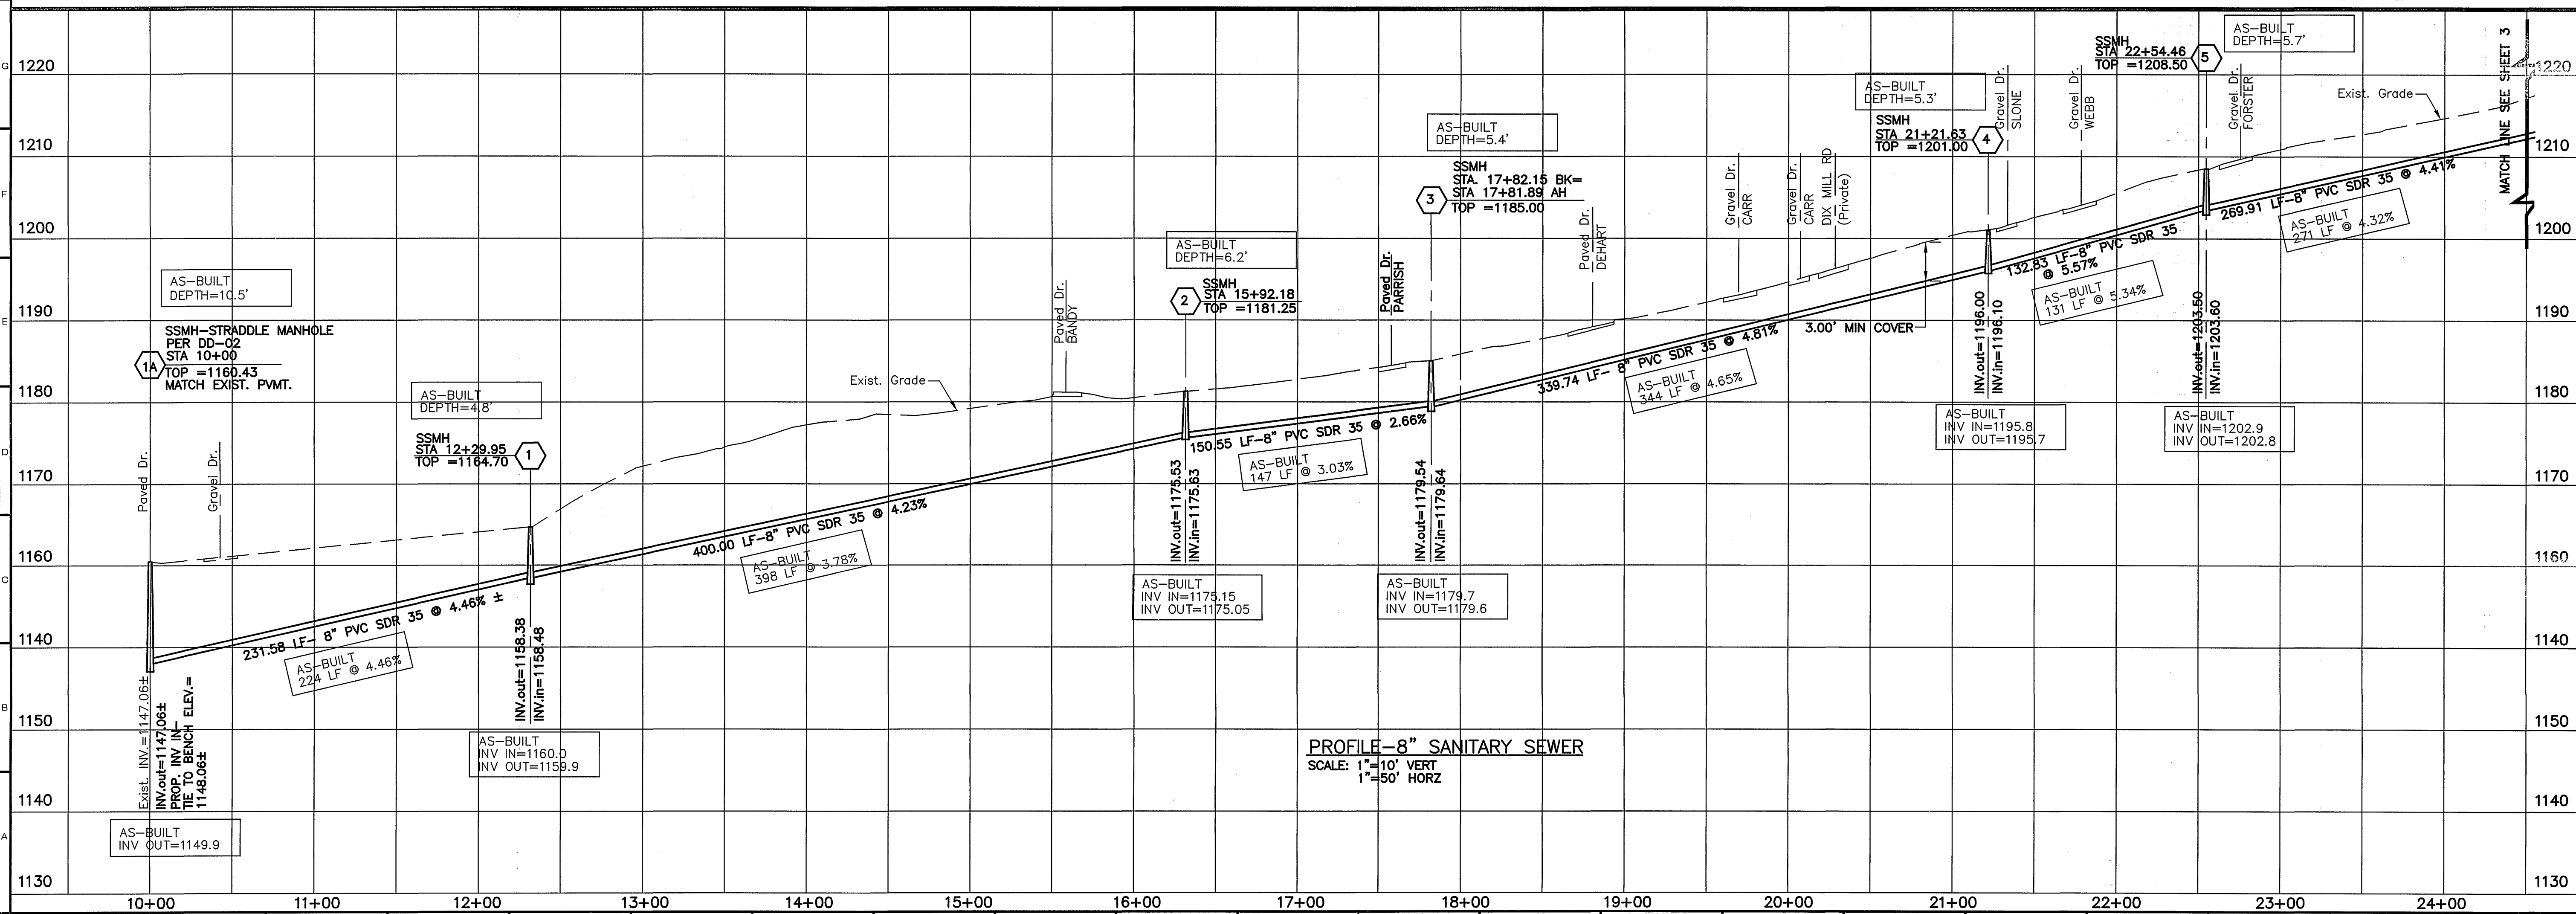 G
F
E
D
C
B
A
1220
1210
1200
1190
1180
1170
1160
1140
1150
1140
1130
AS-BUILT
DEPTH=10.5'
SSMH-STRADDLE MANHOLE
PER DD-02
STA 10+00
1A
TOP =1160.43
MATCH EXIST. PVMT.
Paved Dr.
Gravel Dr.
231.58 LF- 8" PVC SDR 35 @ 4.46% ±
AS-BUILT
224 LF @ 4.46%
Exist. INV.=1147.06±
INV.out=1147.06±
PROP. INV IN-
TIE TO BENCH ELEV.=
1148.06±
AS-BUILT
INV OUT=1149.9
AS-BUILT
DEPTH=4.8'
SSMH
STA 12+29.95
TOP =1164.70
1
INV.out=1158.38
INV.in=1158.48
AS-BUILT
INV IN=1160.0
INV OUT=1159.9
400.00 LF-8" PVC SDR 35 @ 4.23%
AS-BUILT
398 LF @ 3.78%
Exist. Grade
Paved Dr.
BANDY
AS-BUILT
DEPTH=6.2'
2
SSMH
STA 15+92.18
TOP =1181.25
150.55 LF-8" PVC SDR 35 @ 2.66%
AS-BUILT
147 LF @ 3.03%
INV.out=1175.53
INV.in=1175.63
AS-BUILT
INV IN=1175.15
INV OUT=1175.05
Paved Dr.
PARRISH
AS-BUILT
DEPTH=5.4'
SSMH
STA. 17+82.15 BK=
STA 17+81.89 AH
TOP =1185.00
3
INV.out=1179.54
INV.in=1179.64
AS-BUILT
INV IN=1179.7
INV OUT=1179.6
339.74 LF- 8" PVC SDR 35 @ 4.81%
AS-BUILT
344 LF @ 4.65%
Paved Dr.
DEHART
Gravel Dr.
CARR
Gravel Dr.
CARR
DIX MILL RD
(Private)
3.00' MIN COVER
AS-BUILT
DEPTH=5.3'
SSMH
STA 21+21.63
TOP =1201.00
4
INV.out=1196.00
INV.in=1196.10
AS-BUILT
INV IN=1195.8
INV OUT=1195.7
Gravel Dr.
SLONE
Gravel Dr.
WEBB
132.83 LF-8" PVC SDR 35
@ 5.57%
AS-BUILT
131 LF @ 5.34%
SSMH
STA 22+54.46
TOP =1208.50
5
AS-BUILT
DEPTH=5.7'
INV.out=1203.50
INV.in=1203.60
AS-BUILT
INV IN=1202.9
INV OUT=1202.8
Gravel Dr.
FORSTER
Exist. Grade
269.91 LF-8" PVC SDR 35 @ 4.41%
AS-BUILT
271 LF @ 4.32%
MATCH LINE SEE SHEET 3
1220
1210
1200
1190
1180
1170
1160
1140
1150
1140
1130
PROFILE-8" SANITARY SEWER
SCALE: 1"=10' VERT
1"=50' HORZ
10+00 11+00 12+00 13+00 14+00 15+00 16+00 17+00 18+00 19+00 20+00 21+00 22+00 23+00 24+00